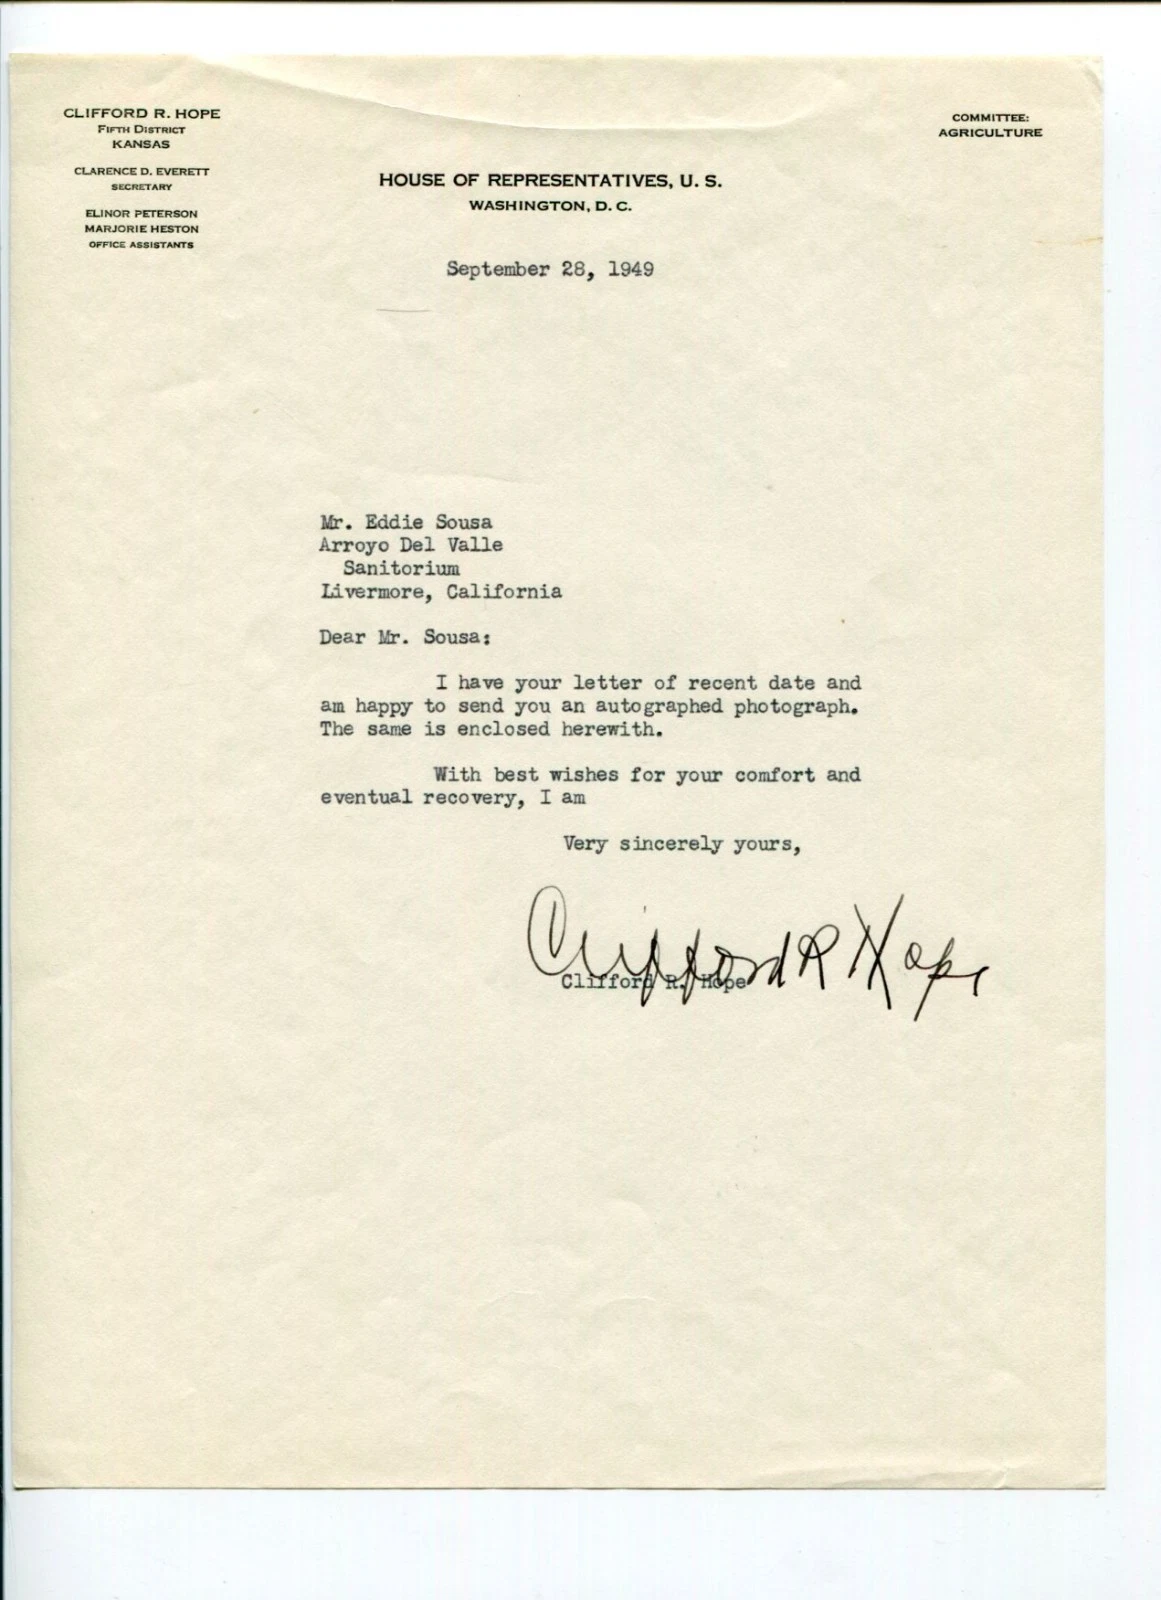 CLIFFORD R. HOPE
FIFTH DISTRICT
KANSAS
CLARENCE D. EVERETT
SECRETARY
ELINOR PETERSON
MARJORIE HESTON
OFFICE ASSISTANTS
COMMITTEE:
AGRICULTURE
HOUSE OF REPRESENTATIVES, U. S.
WASHINGTON, D. C.
September 28, 1949
Mr. Eddie Sousa
Arroyo Del Valle
Sanitorium
Livermore, California
Dear Mr. Sousa:
I have your letter of recent date and
am happy to send you an autographed photograph.
The same is enclosed herewith.
With best wishes for your comfort and
eventual recovery, I am
Very sincerely yours,
Clifford R Hope
Clifford R. Hope